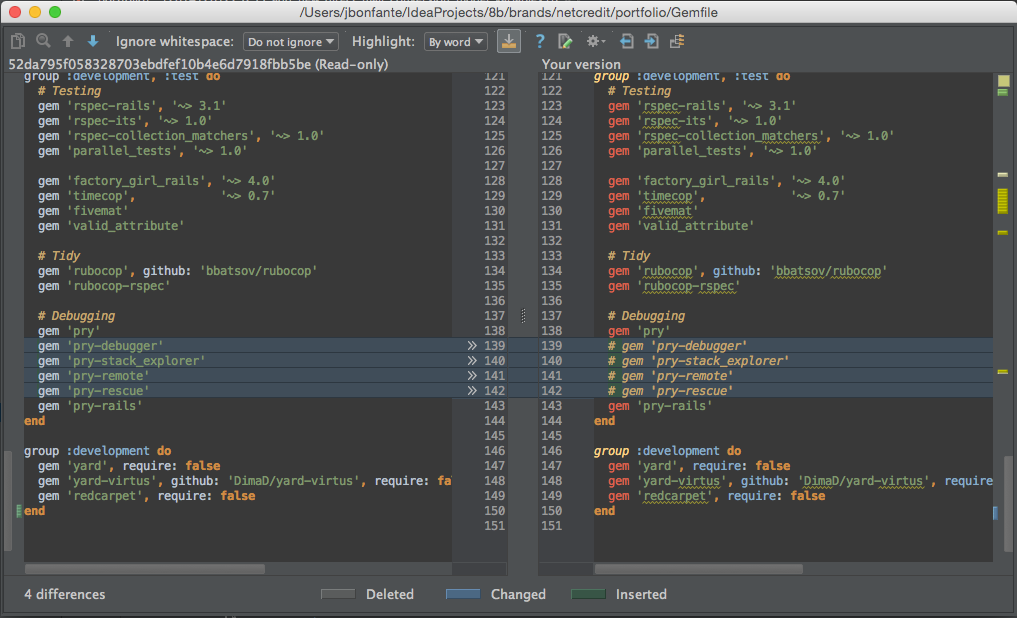 /Users/jbonfante/IdeaProjects/8b/brands/netcredit/portfolio/Gemfile
Ignore whitespace: Do not ignore Highlight: By word ?
52da795f058328703ebdfef10b4e6d7918fbb5be (Read-only)
Your version
group :development, :test do 121
# Testing 122
gem 'rspec-rails', '~> 3.1' 123
gem 'rspec-its', '~> 1.0' 124
gem 'rspec-collection_matchers', '~> 1.0' 125
gem 'parallel_tests', '~> 1.0' 126
127
gem 'factory_girl_rails', '~> 4.0' 128
gem 'timecop', '~> 0.7' 129
gem 'fivemat' 130
gem 'valid_attribute' 131
132
# Tidy 133
gem 'rubocop', github: 'bbatsov/rubocop' 134
gem 'rubocop-rspec' 135
136
# Debugging 137
gem 'pry' 138
gem 'pry-debugger' » 139
gem 'pry-stack_explorer' » 140
gem 'pry-remote' » 141
gem 'pry-rescue' » 142
gem 'pry-rails' 143
end 144
145
group :development do 146
gem 'yard', require: false 147
gem 'yard-virtus', github: 'DimaD/yard-virtus', require: fa 148
gem 'redcarpet', require: false 149
end 150
151
121 group :development, :test do
122 # Testing
123 gem 'rspec-rails', '~> 3.1'
124 gem 'rspec-its', '~> 1.0'
125 gem 'rspec-collection_matchers', '~> 1.0'
126 gem 'parallel_tests', '~> 1.0'
127
128 gem 'factory_girl_rails', '~> 4.0'
129 gem 'timecop', '~> 0.7'
130 gem 'fivemat'
131 gem 'valid_attribute'
132
133 # Tidy
134 gem 'rubocop', github: 'bbatsov/rubocop'
135 gem 'rubocop-rspec'
136
137 # Debugging
138 gem 'pry'
139 # gem 'pry-debugger'
140 # gem 'pry-stack_explorer'
141 # gem 'pry-remote'
142 # gem 'pry-rescue'
143 gem 'pry-rails'
144 end
145
146 group :development do
147 gem 'yard', require: false
148 gem 'yard-virtus', github: 'DimaD/yard-virtus', require
149 gem 'redcarpet', require: false
150 end
151
4 differences Deleted Changed Inserted